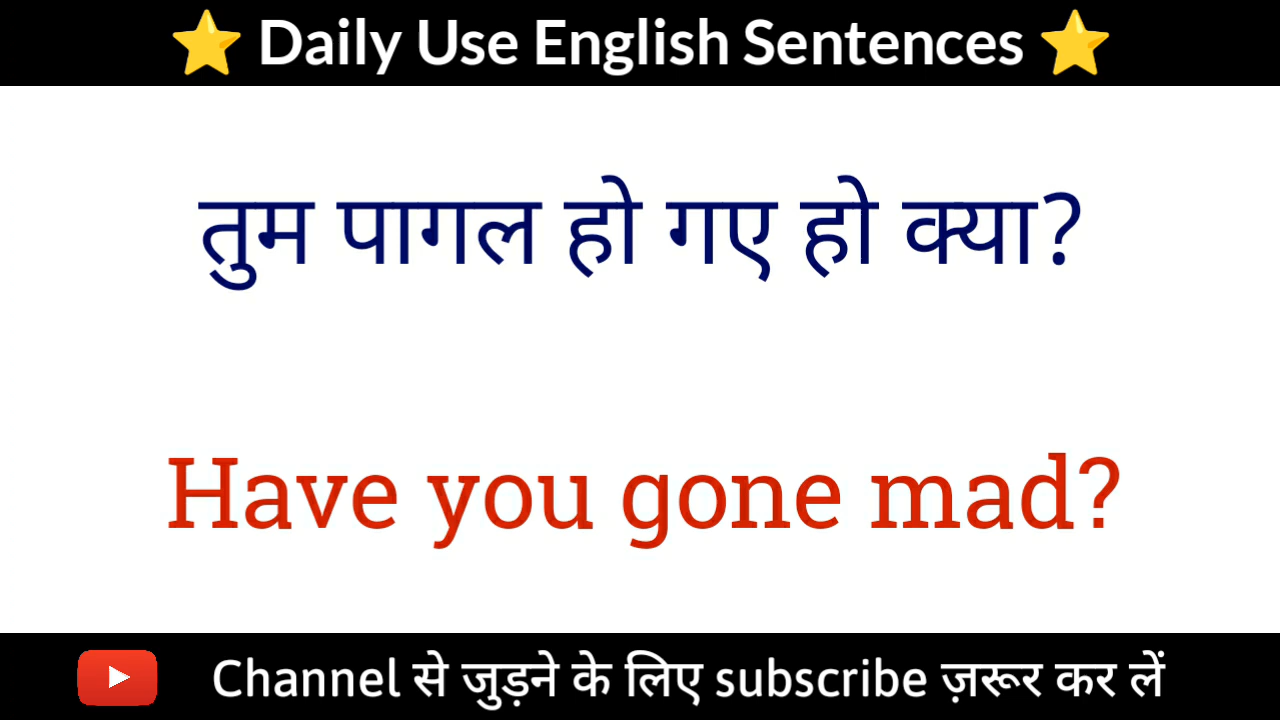 ⭐ Daily Use English Sentences ⭐
तुम पागल हो गए हो क्या?
Have you gone mad?
Channel से जुड़ने के लिए subscribe ज़रूर कर लें